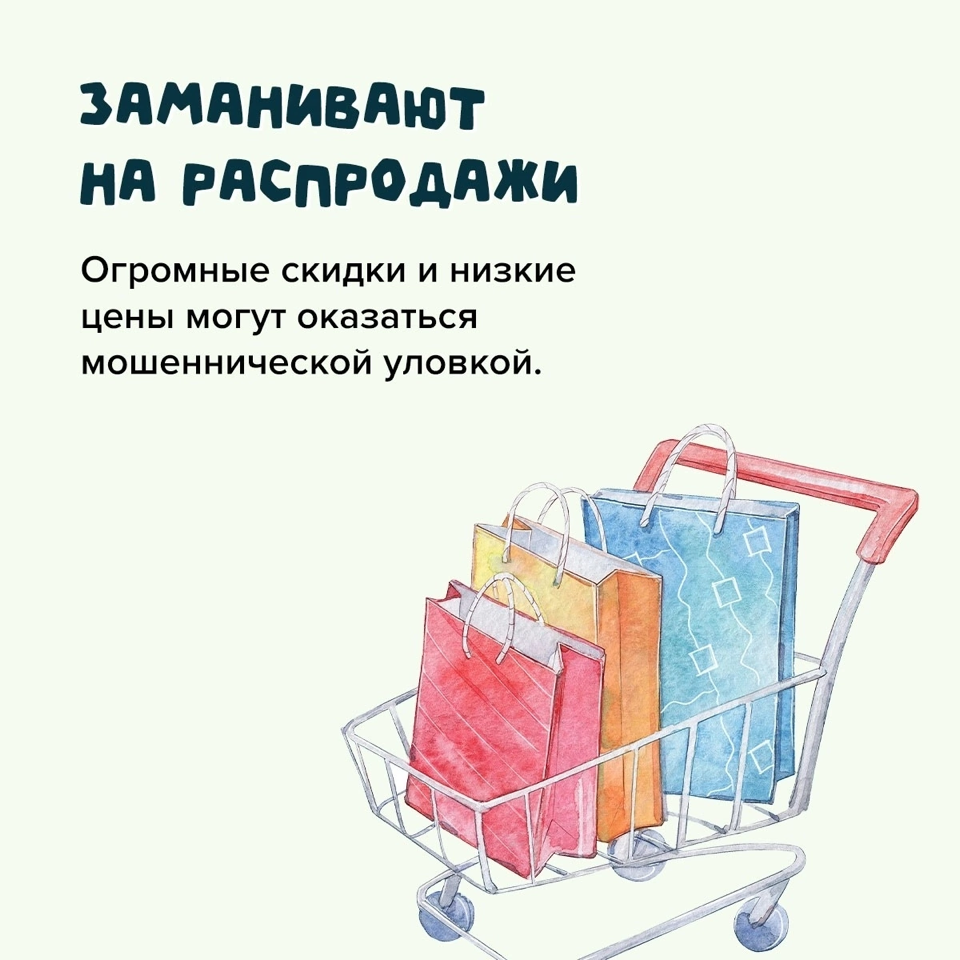 ЗАМАНИВАЮТ
НА РАСПРОДАЖИ
Огромные скидки и низкие
цены могут оказаться
мошеннической уловкой.